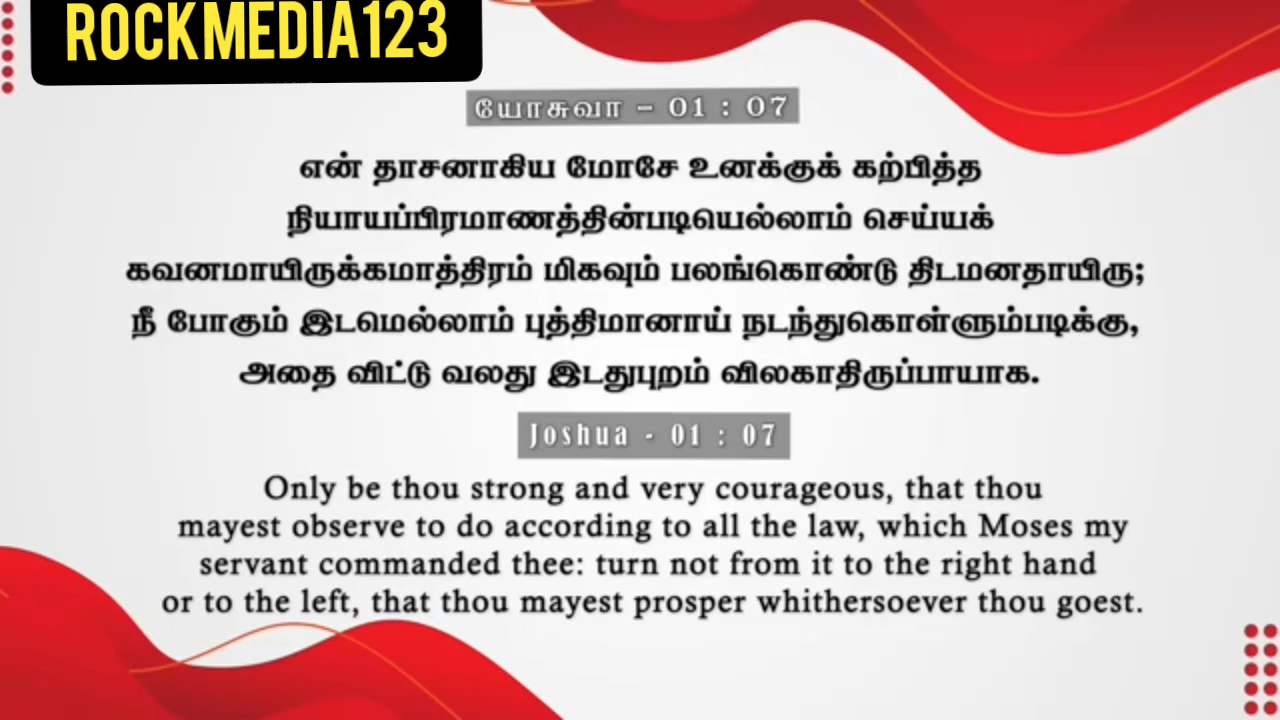 ROCKMEDIA123
யோசுவா – 01 : 07
என் தாசனாகிய மோசே உனக்குக் கற்பித்த
நியாயப்பிரமாணத்தின்படியெல்லாம் செய்யக்
கவனமாயிருக்கமாத்திரம் மிகவும் பலங்கொண்டு திடமனதாயிரு;
நீ போகும் இடமெல்லாம் புத்திமானாய் நடந்துகொள்ளும்படிக்கு,
அதை விட்டு வலது இடதுபுறம் விலகாதிருப்பாயாக.
Joshua - 01 : 07
Only be thou strong and very courageous, that thou
mayest observe to do according to all the law, which Moses my
servant commanded thee: turn not from it to the right hand
or to the left, that thou mayest prosper whithersoever thou goest.